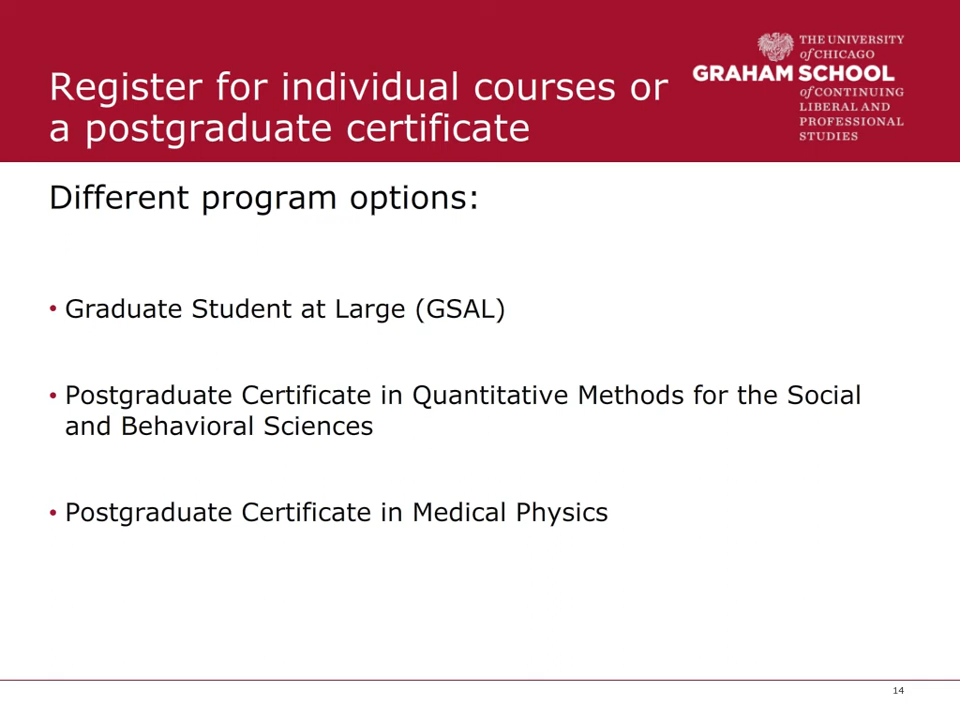 Register for individual courses or
a postgraduate certificate
THE UNIVERSITY
of CHICAGO
GRAHAM SCHOOL
of CONTINUING
LIBERAL AND
PROFESSIONAL
STUDIES
Different program options:
• Graduate Student at Large (GSAL)
• Postgraduate Certificate in Quantitative Methods for the Social
and Behavioral Sciences
• Postgraduate Certificate in Medical Physics
14